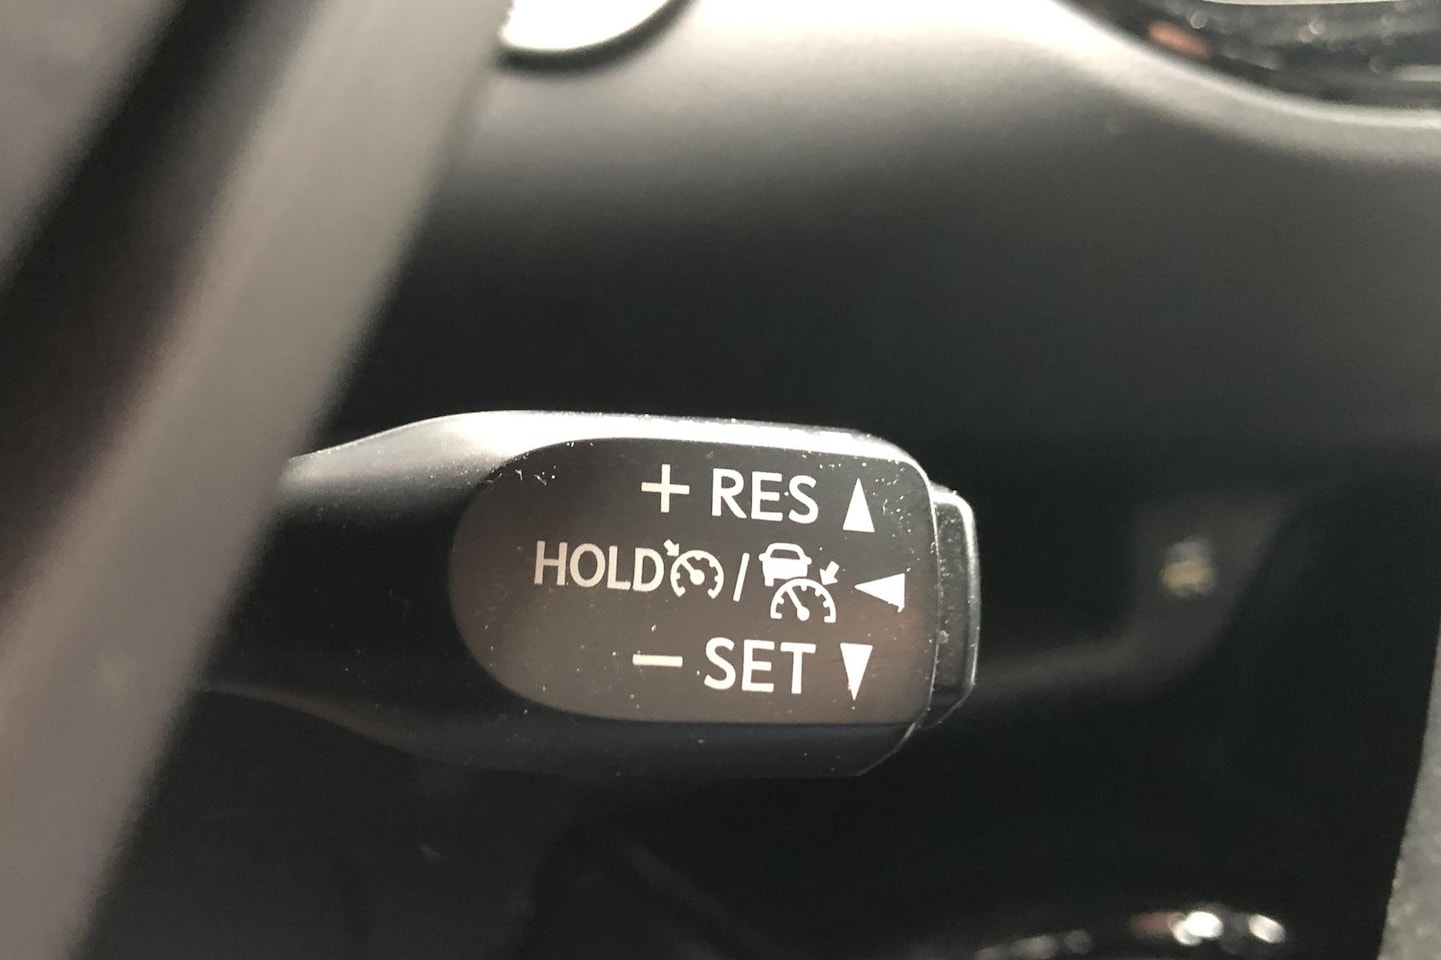 + RES ▲
HOLD / ◀
− SET ▼